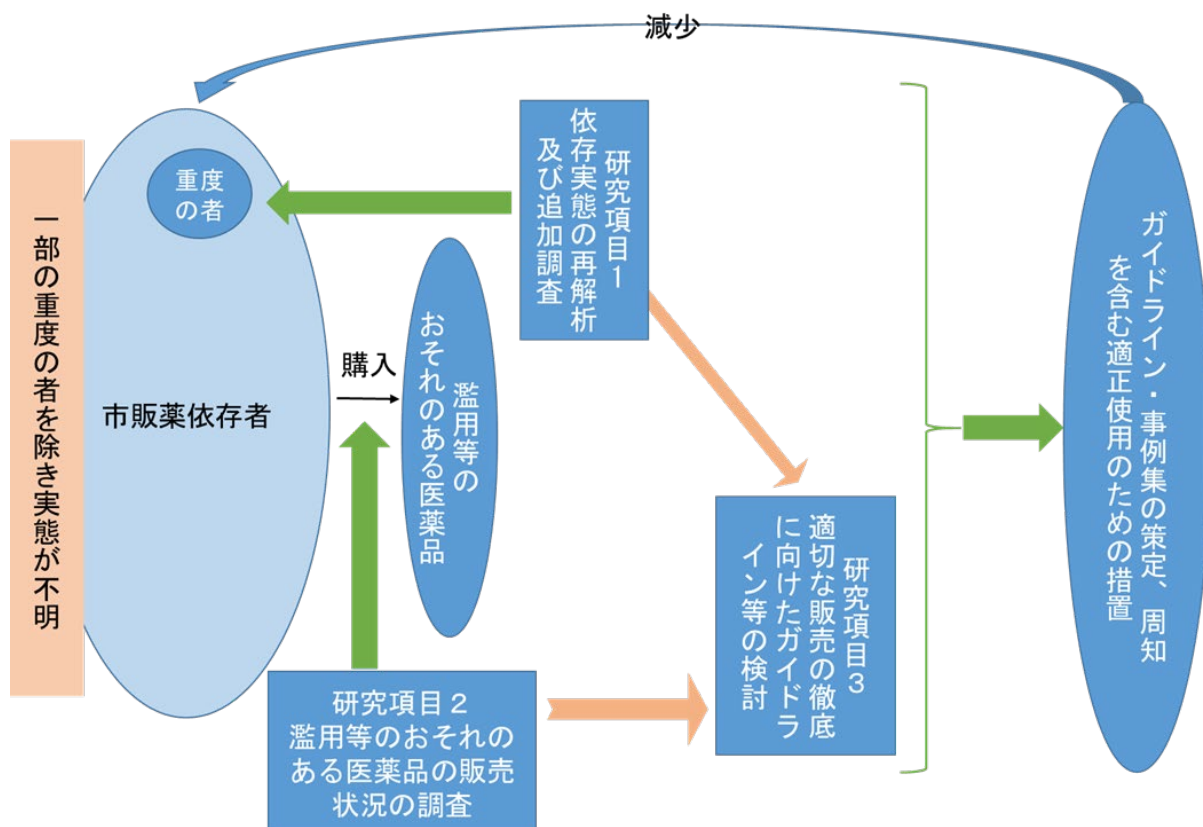 減少
一部の重度の者を除き実態が不明
重度
の者
市販薬依存者
購入
濫用等の
おそれのある医薬品
研究項目1
依存実態の再解析
及び追加調査
研究項目2
濫用等のおそれの
ある医薬品の販売
状況の調査
研究項目3
適切な販売の徹底
に向けたガイドラ
イン等の検討
ガイドライン・事例集の策定、周知
を含む適正使用のための措置